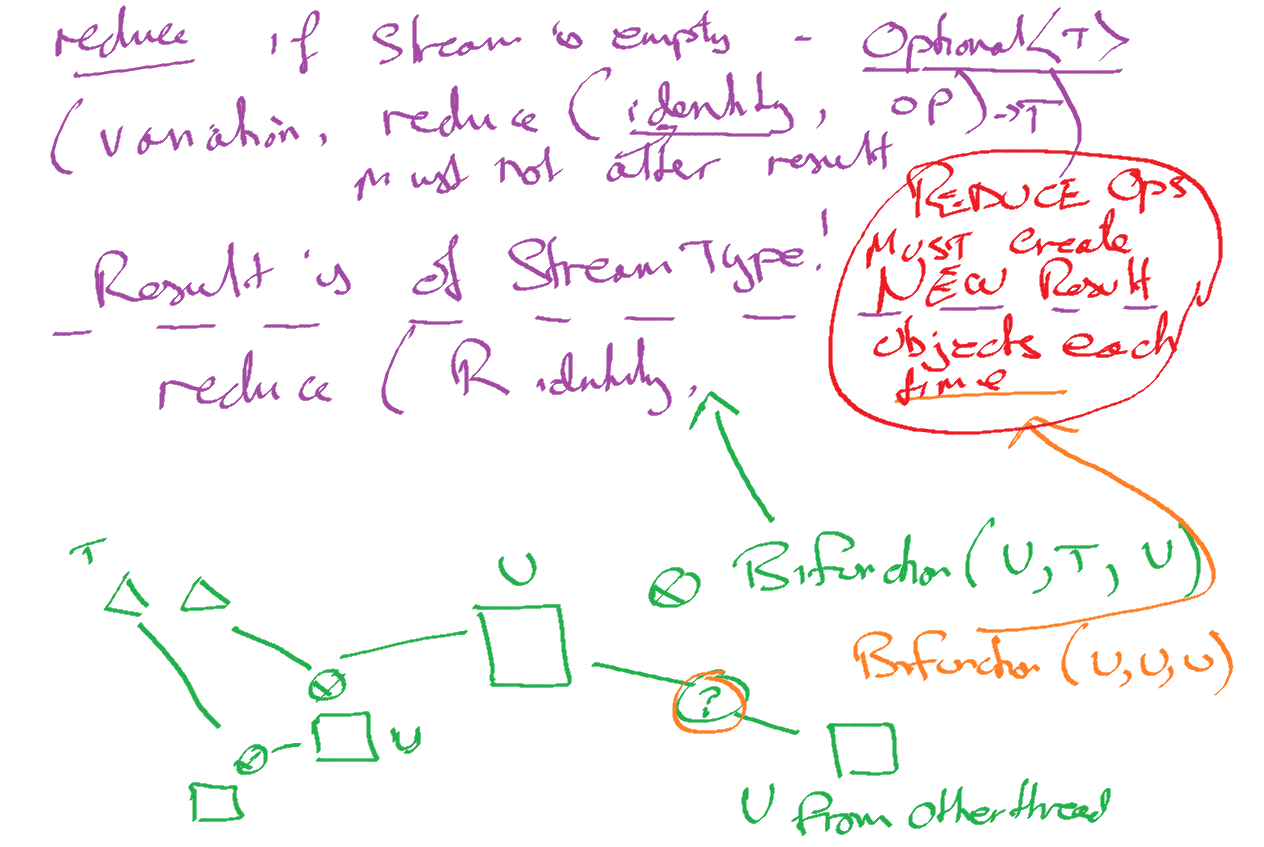 reduce if Stream is empty - Optional<T>
(variation, reduce (identity, OP) → T
must not alter result
Result is of Stream Type!
REDUCE Ops
MUST create
NEW Result
objects each
time
reduce (R identity,
T
U
Bifunction (U, T, U)
Bifunction (U, U, U)
?
U
U from other thread